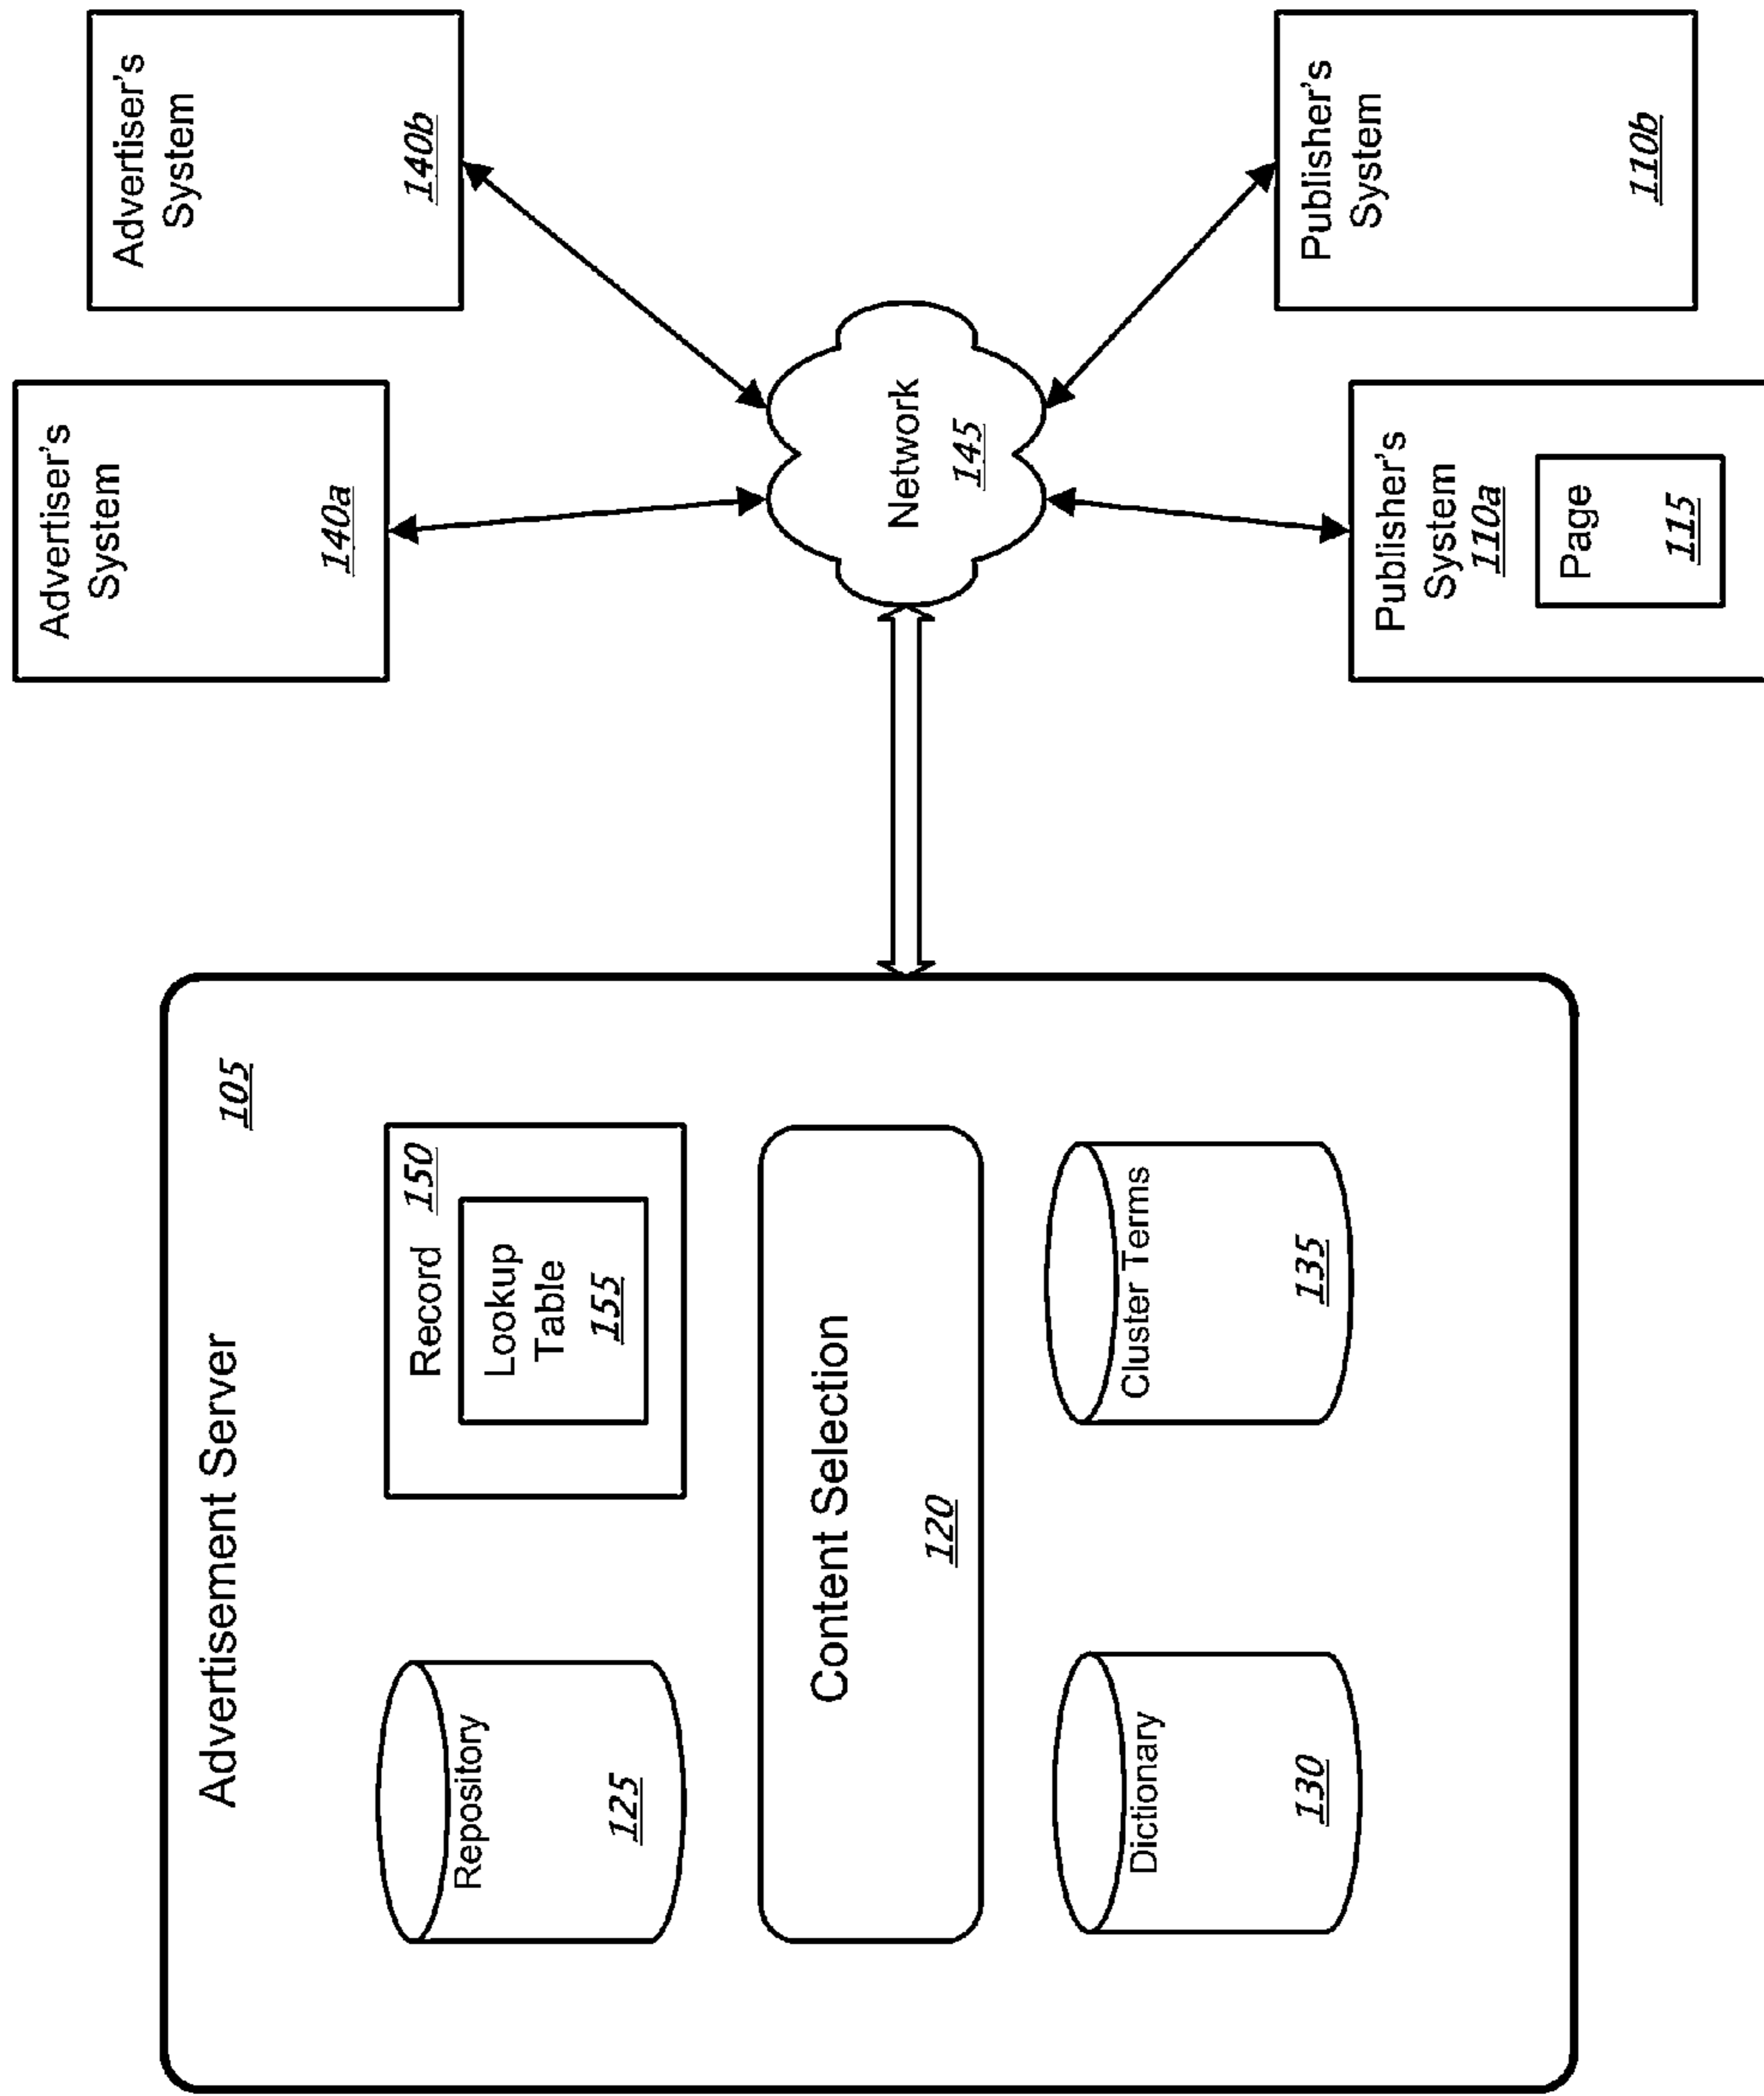 Advertisement Server
105
Repository
125
Record
150
Lookup
Table
155
Content Selection
120
Dictionary
130
Cluster Terms
135
Network
145
Advertiser's
System
140a
Advertiser's
System
140b
Publisher's
System
110a
Page
115
Publisher's
System
110b